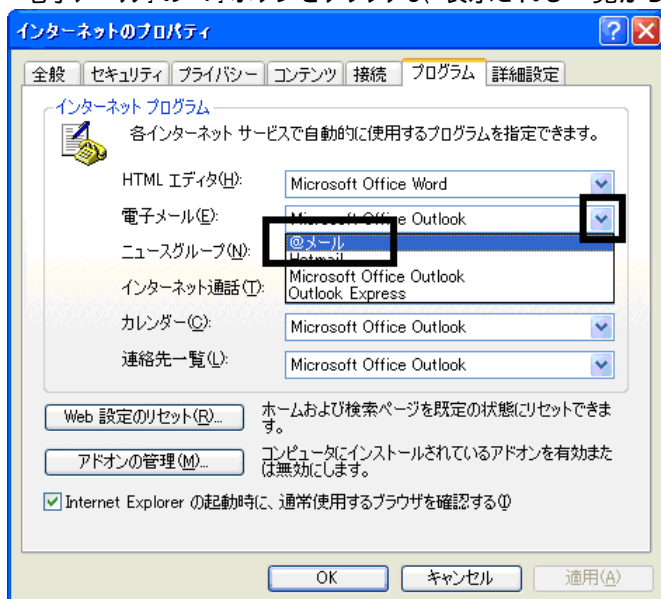 インターネットのプロパティ
全般 セキュリティ プライバシー コンテンツ 接続 プログラム 詳細設定
インターネット プログラム
各インターネット サービスで自動的に使用するプログラムを指定できます。
HTML エディタ(H): Microsoft Office Word
電子メール(E): Microsoft Office Outlook
@メール
ニュースグループ(N):
Hotmail
Microsoft Office Outlook
インターネット通話(T):
Outlook Express
カレンダー(C): Microsoft Office Outlook
連絡先一覧(L): Microsoft Office Outlook
Web 設定のリセット(R)... ホームおよび検索ページを既定の状態にリセットできま
す。
アドオンの管理(M)... コンピュータにインストールされているアドオンを有効また
は無効にします。
Internet Explorer の起動時に、通常使用するブラウザを確認する(I)
OK キャンセル 適用(A)